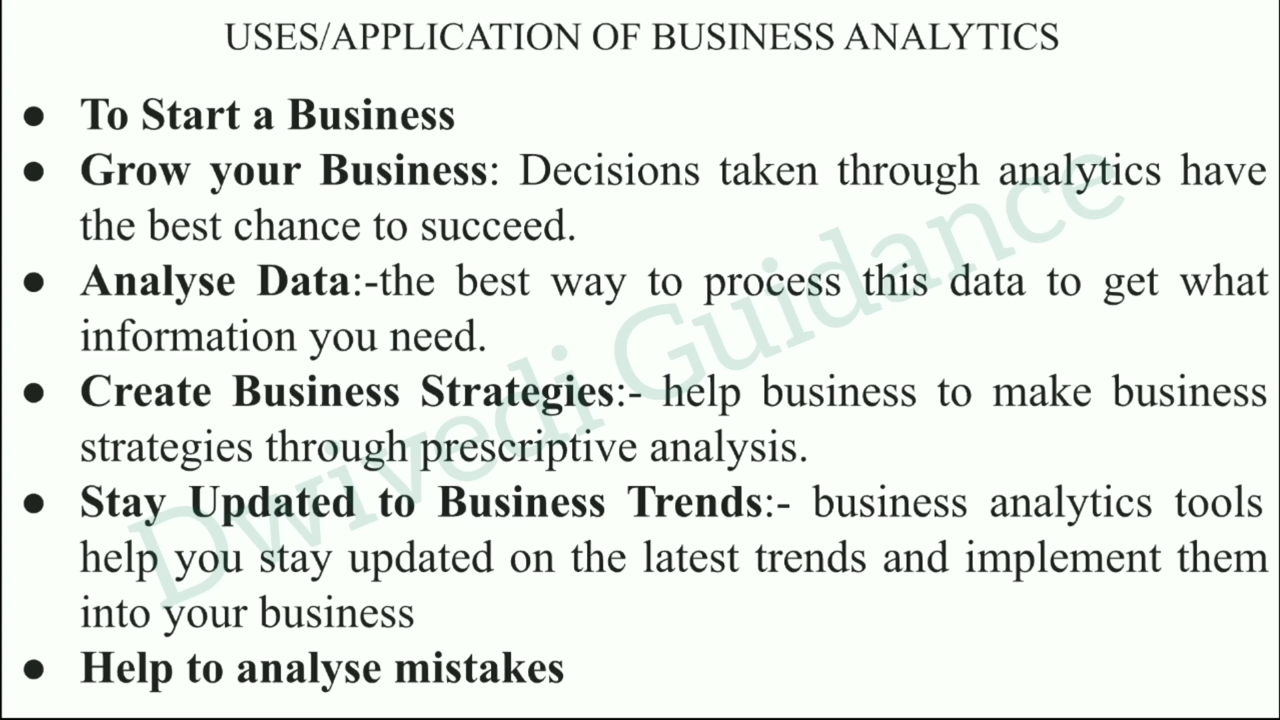 USES/APPLICATION OF BUSINESS ANALYTICS
● To Start a Business
● Grow your Business: Decisions taken through analytics have
the best chance to succeed.
● Analyse Data:-the best way to process this data to get what
information you need.
● Create Business Strategies:- help business to make business
strategies through prescriptive analysis.
● Stay Updated to Business Trends:- business analytics tools
help you stay updated on the latest trends and implement them
into your business
● Help to analyse mistakes
Dwivedi Guidance